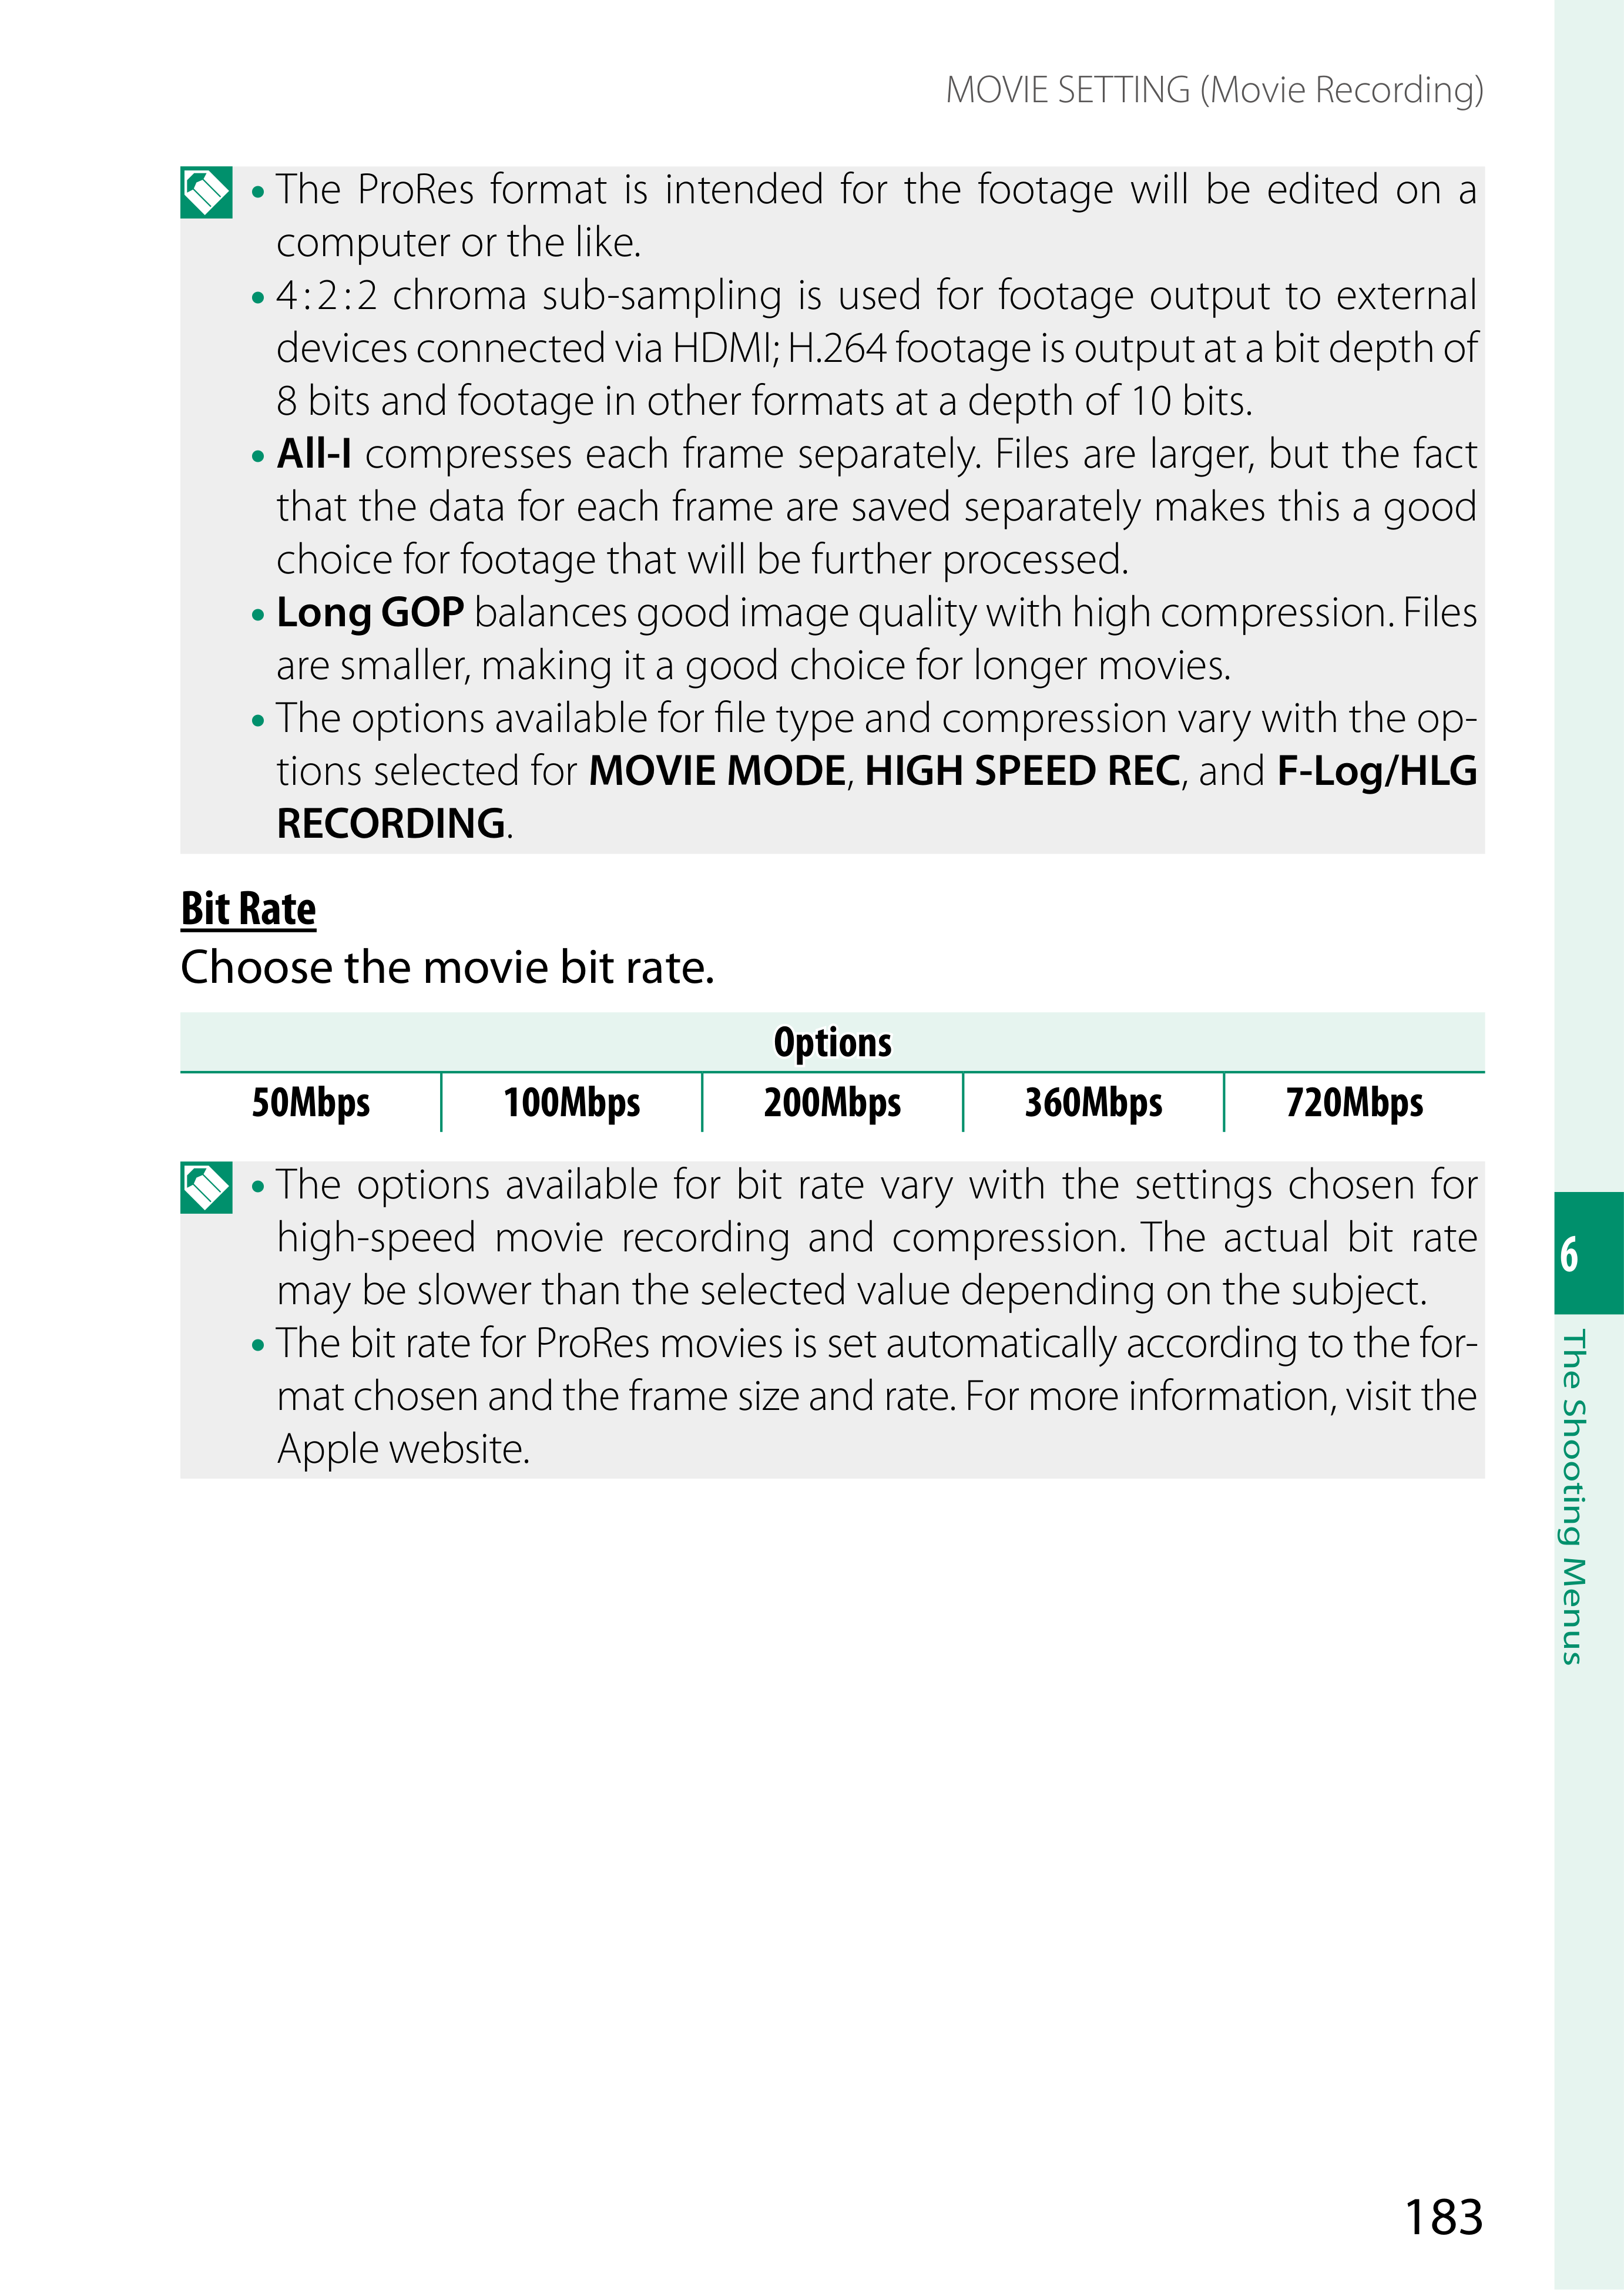 MOVIE SETTING (Movie Recording)
• The ProRes format is intended for the footage will be edited on a
computer or the like.
• 4:2:2 chroma sub-sampling is used for footage output to external
devices connected via HDMI; H.264 footage is output at a bit depth of
8 bits and footage in other formats at a depth of 10 bits.
• All-I compresses each frame separately. Files are larger, but the fact
that the data for each frame are saved separately makes this a good
choice for footage that will be further processed.
• Long GOP balances good image quality with high compression. Files
are smaller, making it a good choice for longer movies.
• The options available for file type and compression vary with the op-
tions selected for MOVIE MODE, HIGH SPEED REC, and F-Log/HLG
RECORDING.
Bit Rate
Choose the movie bit rate.
Options
50Mbps 100Mbps 200Mbps 360Mbps 720Mbps
• The options available for bit rate vary with the settings chosen for
high-speed movie recording and compression. The actual bit rate
may be slower than the selected value depending on the subject.
• The bit rate for ProRes movies is set automatically according to the for-
mat chosen and the frame size and rate. For more information, visit the
Apple website.
6
The Shooting Menus
183